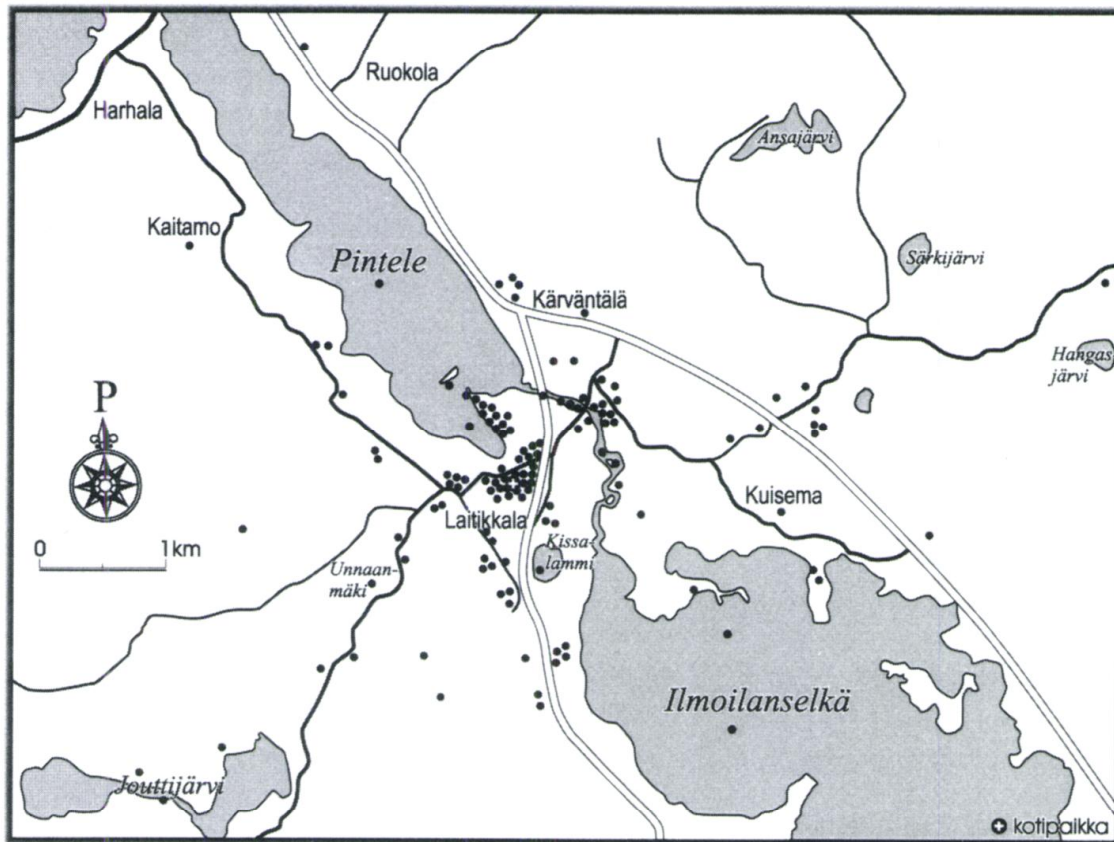 Ruokola
Harhala
Ansajärvi
Kaitamo
Särkijärvi
Pintele
Kärväntälä
Hangas
järvi
P
Kuisema
Laitikkala
0 1 km
Kissa-
lammi
Unnaan-
mäki
Ilmoilanselkä
Jouttijärvi
kotipaikka